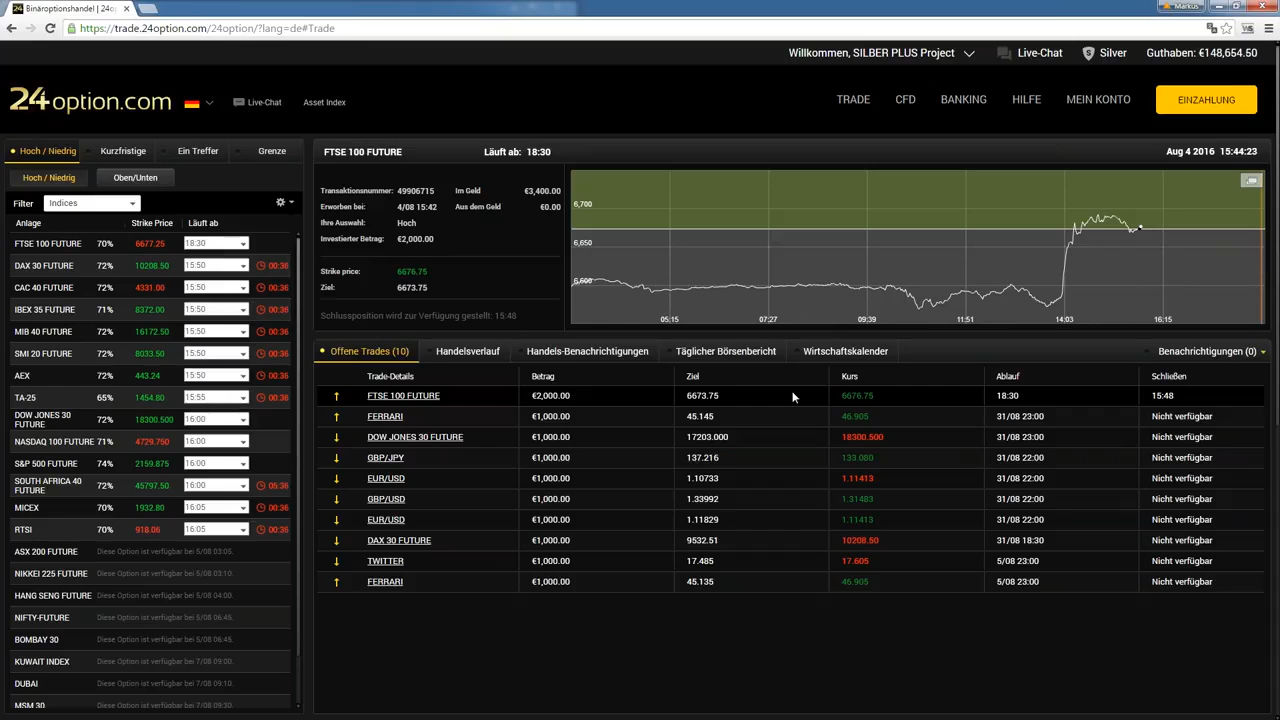 Binäroptionshandel | 24o
Markus
https://trade.24option.com/24option/?lang=de#Trade
Willkommen, SILBER PLUS Project Live-Chat Silver Guthaben: €148,654.50
24option.com Live-Chat Asset Index TRADE CFD BANKING HILFE MEIN KONTO EINZAHLUNG
Hoch / Niedrig Kurzfristige Ein Treffer Grenze
Hoch / Niedrig Oben/Unten
Filter Indices
Anlage Strike Price Läuft ab
FTSE 100 FUTURE 70% 6677.25 18:30
DAX 30 FUTURE 72% 10208.50 15:50 00:36
CAC 40 FUTURE 72% 4331.00 15:50 00:36
IBEX 35 FUTURE 71% 8372.00 15:50 00:36
MIB 40 FUTURE 72% 16172.50 15:50 00:36
SMI 20 FUTURE 72% 8033.50 15:50 00:36
AEX 72% 443.24 15:50 00:36
TA-25 65% 1454.80 15:55 00:36
DOW JONES 30 FUTURE 72% 18300.500 16:00
NASDAQ 100 FUTURE 71% 4729.750 16:00
S&P 500 FUTURE 74% 2159.875 16:00
SOUTH AFRICA 40 FUTURE 72% 45797.50 16:00 05:36
MICEX 70% 1932.80 16:05 00:36
RTSI 70% 918.06 16:05 00:36
ASX 200 FUTURE Diese Option ist verfügbar bei 5/08 03:05.
NIKKEI 225 FUTURE Diese Option ist verfügbar bei 5/08 03:10.
HANG SENG FUTURE Diese Option ist verfügbar bei 5/08 04:00.
NIFTY-FUTURE Diese Option ist verfügbar bei 5/08 06:45.
BOMBAY 30 Diese Option ist verfügbar bei 5/08 06:45.
KUWAIT INDEX Diese Option ist verfügbar bei 7/08 09:00.
DUBAI Diese Option ist verfügbar bei 7/08 09:10.
MSM 30 Diese Option ist verfügbar bei 7/08 09:30.
FTSE 100 FUTURE Läuft ab: 18:30 Aug 4 2016 15:44:23
Transaktionsnummer: 49906715 Im Geld €3,400.00
Erworben bei: 4/08 15:42 Aus dem Geld €0.00
Ihre Auswahl: Hoch
Investierter Betrag: €2,000.00
Strike price: 6676.75
Ziel: 6673.75
Schlussposition wird zur Verfügung gestellt: 15:48
6,700
6,650
6,600
05:15 07:27 09:39 11:51 14:03 16:15
Offene Trades (10) Handelsverlauf Handels-Benachrichtigungen Täglicher Börsenbericht Wirtschaftskalender Benachrichtigungen (0)
Trade-Details Betrag Ziel Kurs Ablauf Schließen
FTSE 100 FUTURE €2,000.00 6673.75 6676.75 18:30 15:48
FERRARI €1,000.00 45.145 46.905 31/08 23:00 Nicht verfügbar
DOW JONES 30 FUTURE €1,000.00 17203.000 18300.500 31/08 23:00 Nicht verfügbar
GBP/JPY €1,000.00 137.216 133.080 31/08 22:00 Nicht verfügbar
EUR/USD €1,000.00 1.10733 1.11413 31/08 22:00 Nicht verfügbar
GBP/USD €1,000.00 1.33992 1.31483 31/08 22:00 Nicht verfügbar
EUR/USD €1,000.00 1.11829 1.11413 31/08 22:00 Nicht verfügbar
DAX 30 FUTURE €1,000.00 9532.51 10208.50 31/08 18:30 Nicht verfügbar
TWITTER €1,000.00 17.485 17.605 5/08 23:00 Nicht verfügbar
FERRARI €1,000.00 45.135 46.905 5/08 23:00 Nicht verfügbar